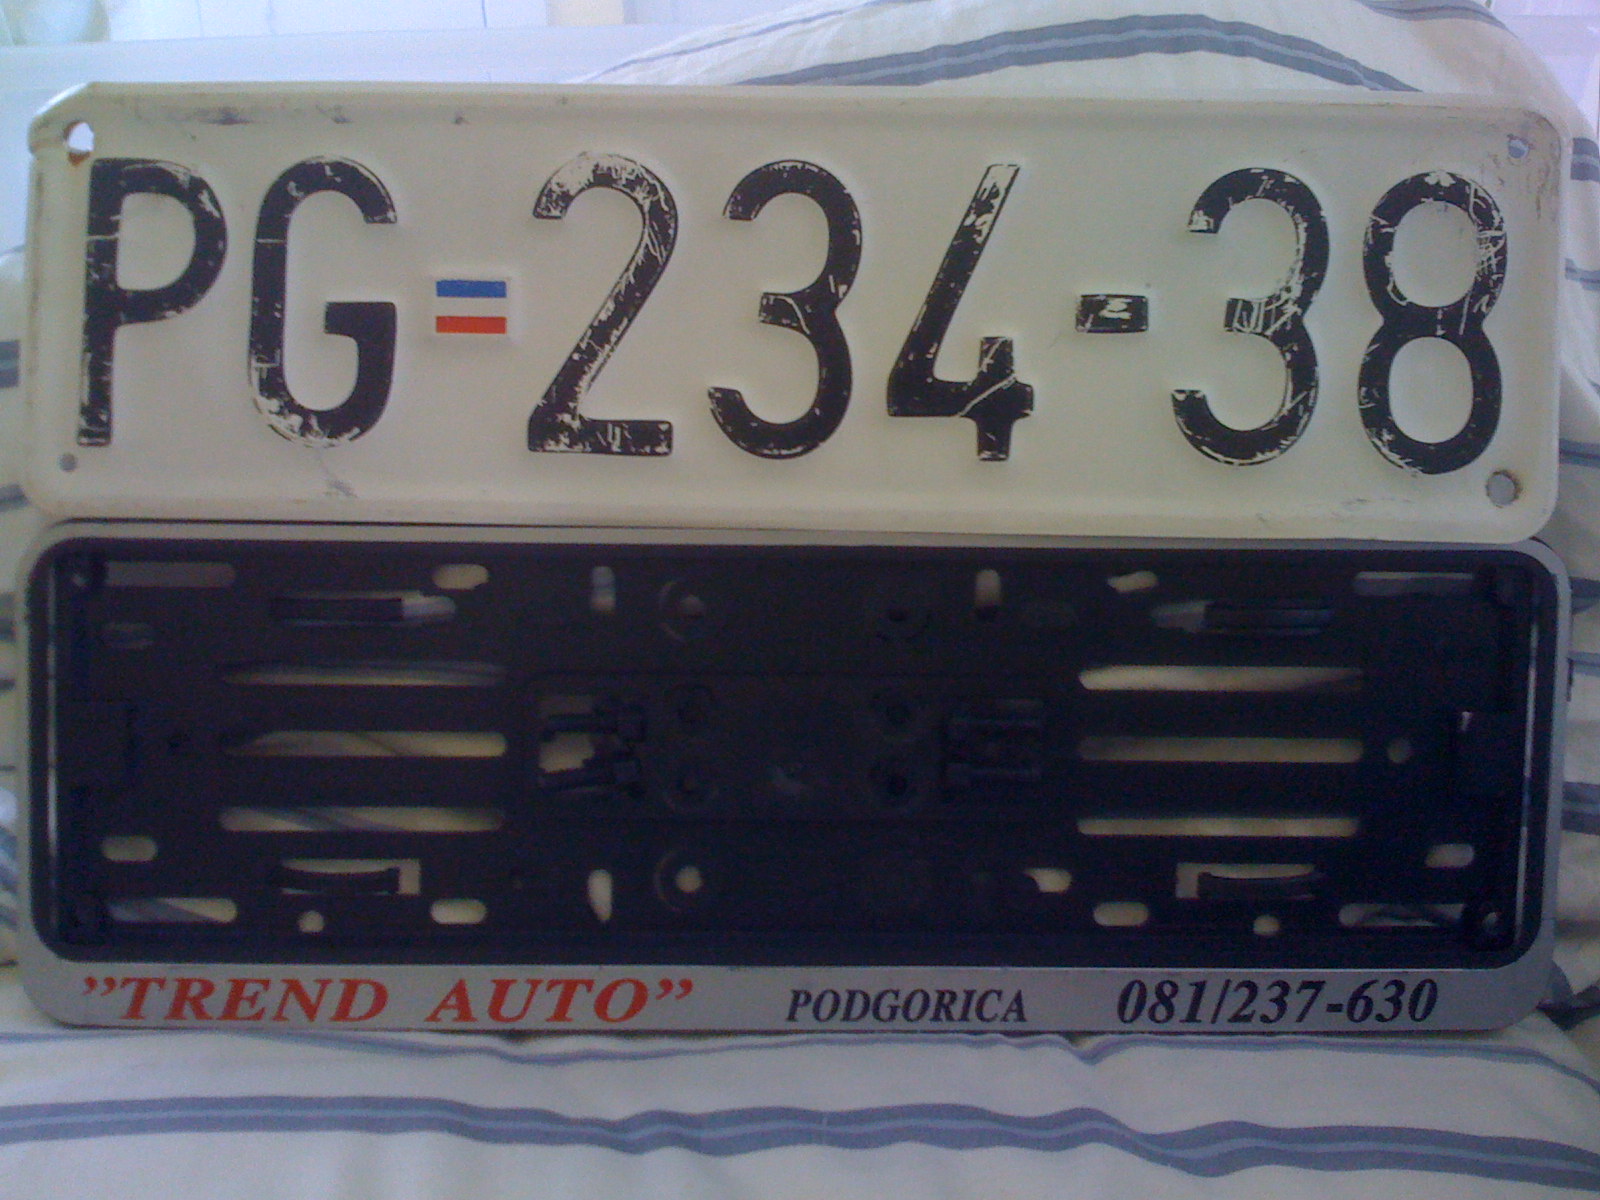 PG 234-38
"TREND AUTO" PODGORICA 081/237-630